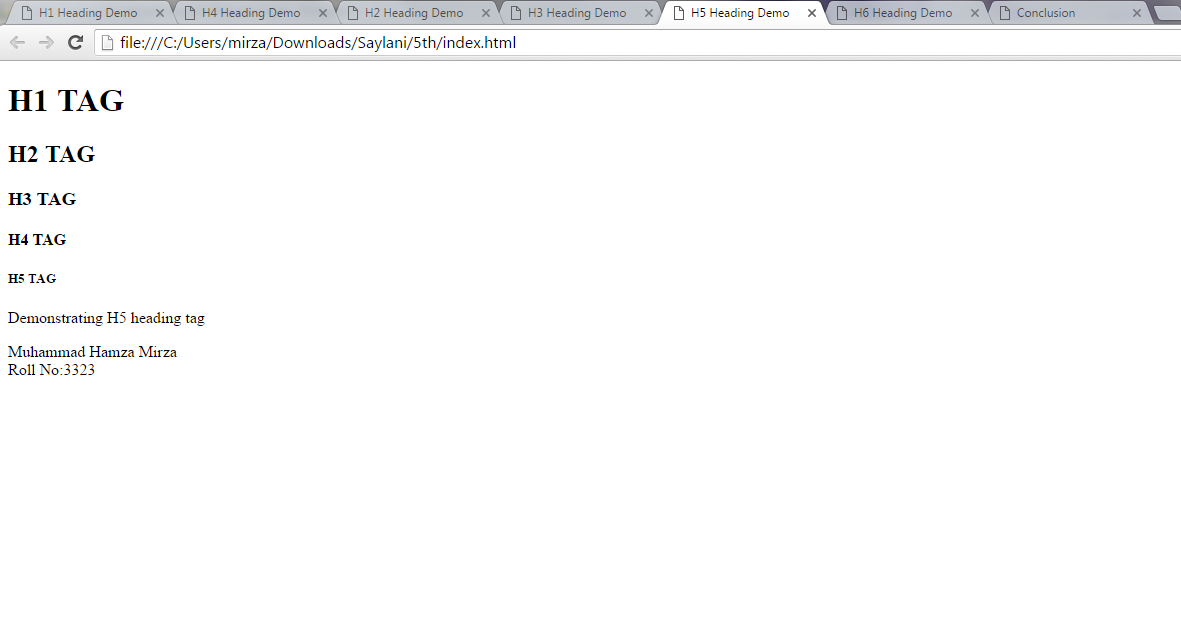 H1 Heading Demo H4 Heading Demo H2 Heading Demo H3 Heading Demo H5 Heading Demo H6 Heading Demo Conclusion
file:///C:/Users/mirza/Downloads/Saylani/5th/index.html
H1 TAG
H2 TAG
H3 TAG
H4 TAG
H5 TAG
Demonstrating H5 heading tag
Muhammad Hamza Mirza
Roll No:3323